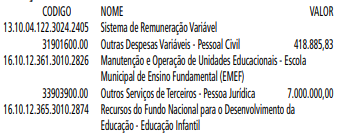 CODIGO NOME VALOR
13.10.04.122.3024.2405 Sistema de Remuneração Variável
31901600.00 Outras Despesas Variáveis - Pessoal Civil 418.885,83
16.10.12.361.3010.2826 Manutenção e Operação de Unidades Educacionais - Escola
Municipal de Ensino Fundamental (EMEF)
33903900.00 Outros Serviços de Terceiros - Pessoa Jurídica 7.000.000,00
16.10.12.365.3010.2874 Recursos do Fundo Nacional para o Desenvolvimento da
Educação - Educação Infantil